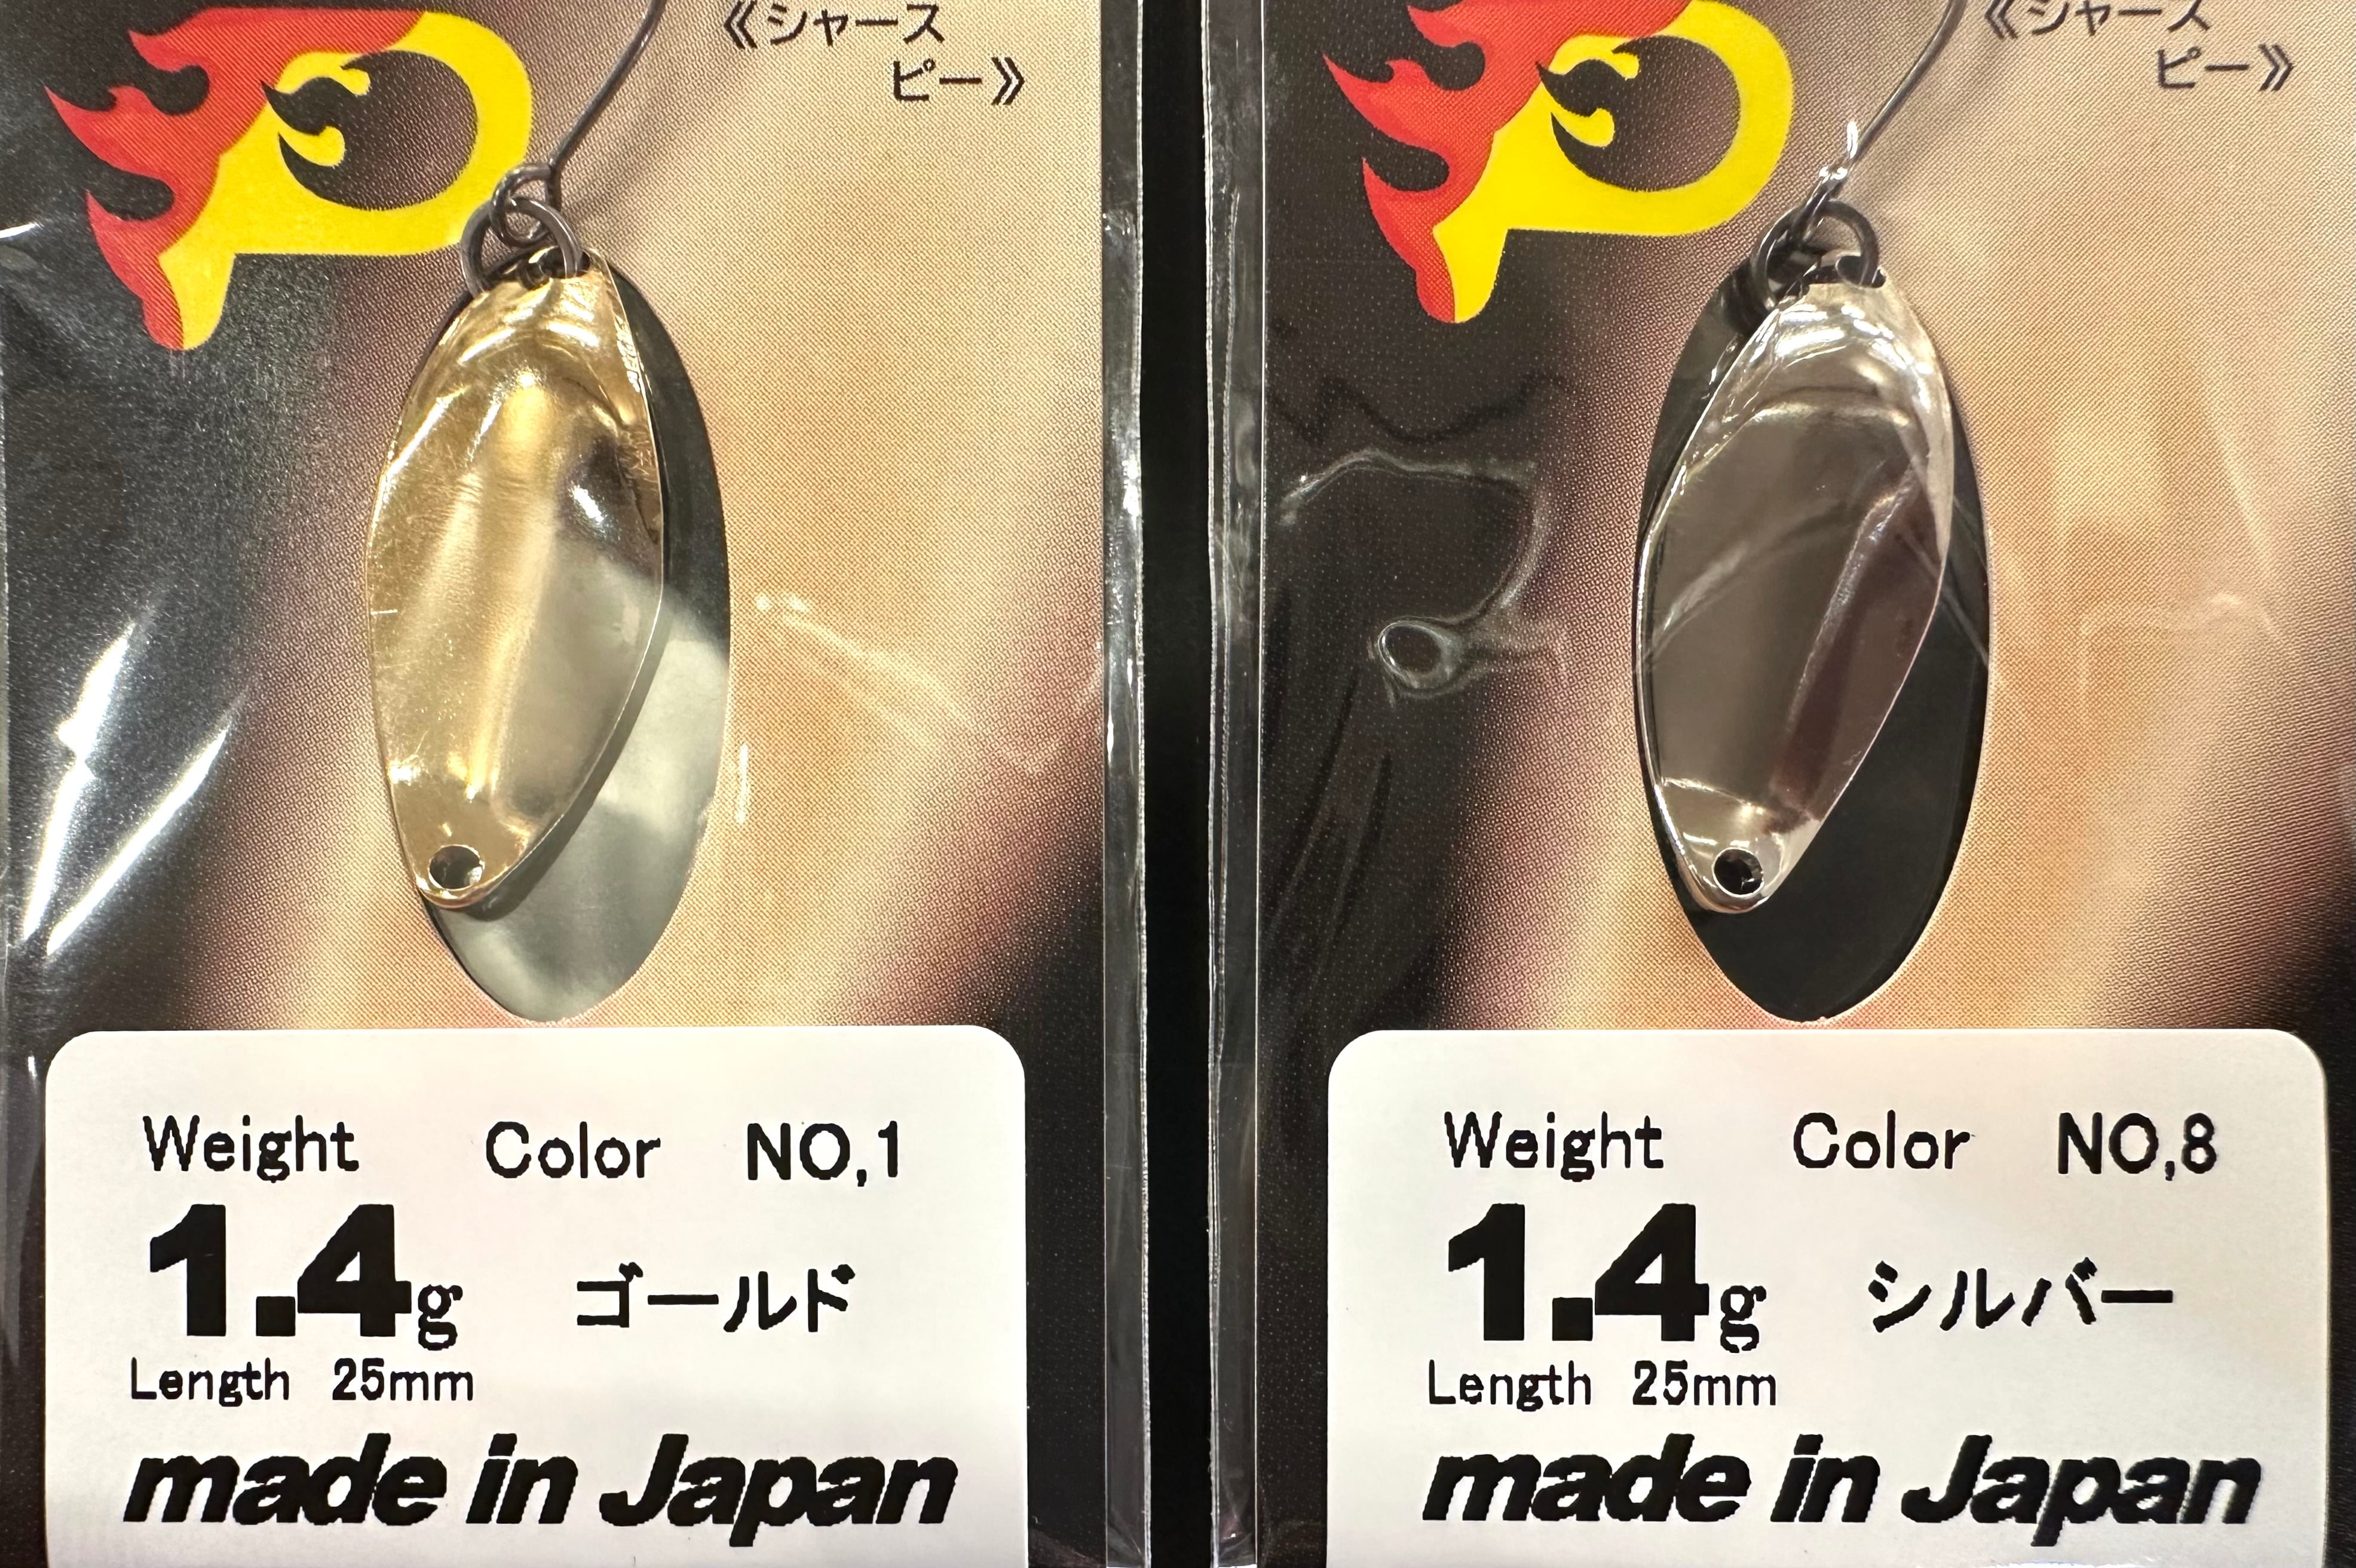 《シャース
ピー》
Weight Color NO,1
1.4g ゴールド
Length 25mm
made in Japan
《シャース
ピー》
Weight Color NO,8
1.4g シルバー
Length 25mm
made in Japan